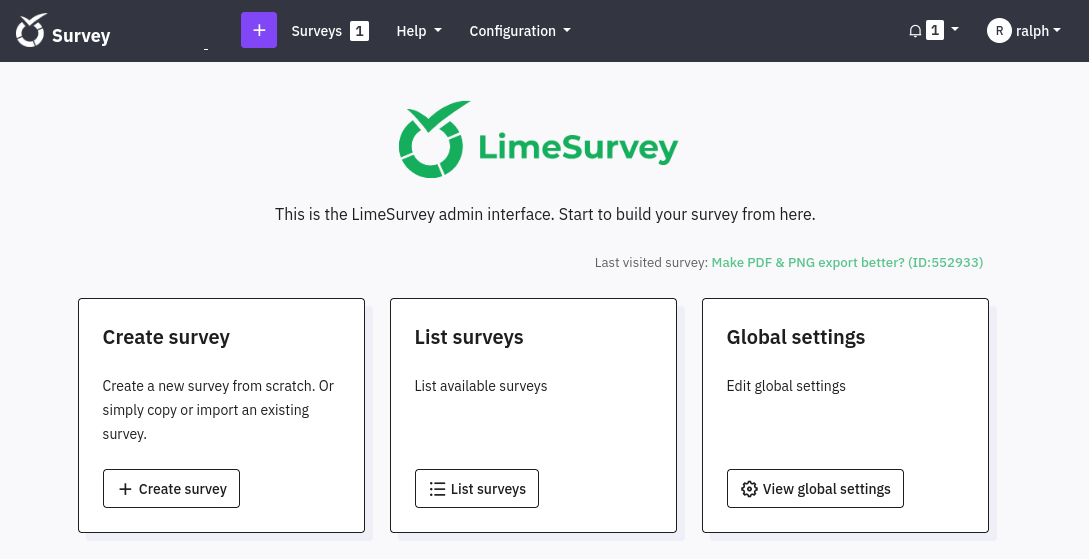 Survey
+ Surveys 1 Help Configuration 1 R ralph
LimeSurvey
This is the LimeSurvey admin interface. Start to build your survey from here.
Last visited survey: Make PDF & PNG export better? (ID:552933)
Create survey
Create a new survey from scratch. Or
simply copy or import an existing
survey.
+ Create survey
List surveys
List available surveys
List surveys
Global settings
Edit global settings
View global settings